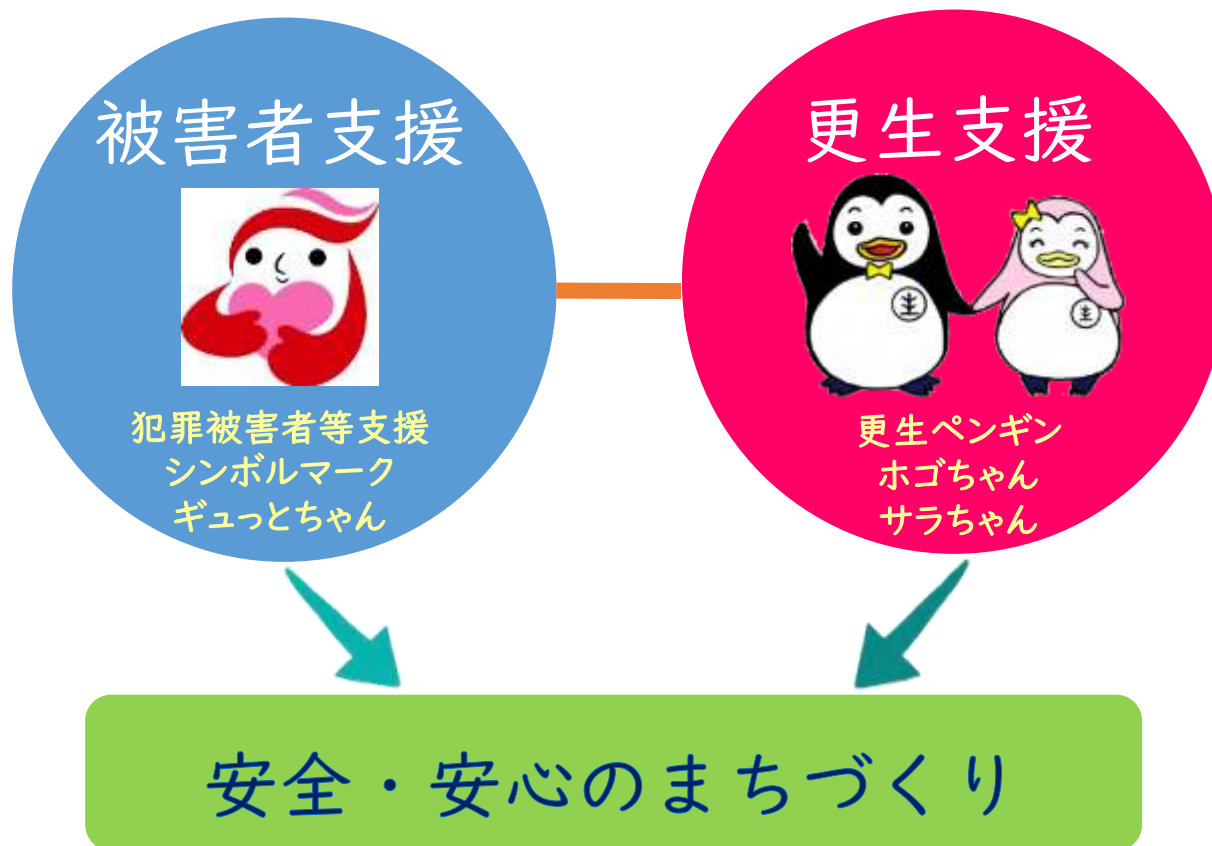 被害者支援
犯罪被害者等支援
シンボルマーク
ギュっとちゃん
更生支援
更生ペンギン
ホゴちゃん
サラちゃん
安全・安心のまちづくり